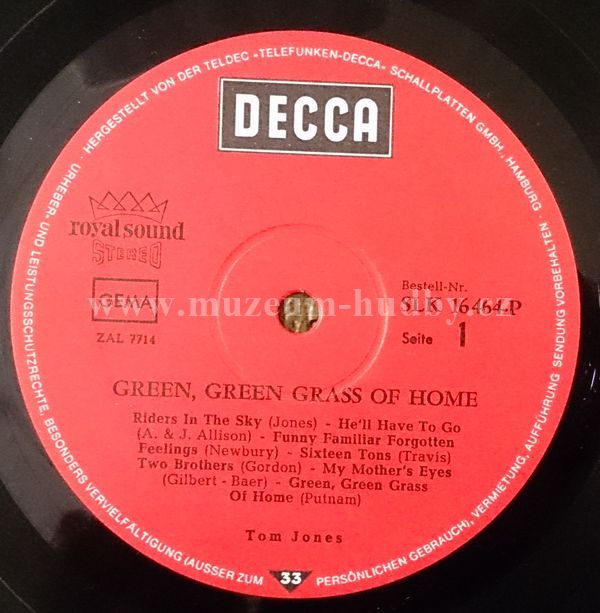 URHEBER- UND LEISTUNGSSCHUTZRECHTE, BESONDERS VERVIELFÄLTIGUNG (AUSSER ZUM PERSÖNLICHEN GEBRAUCH), VERMIETUNG, AUFFÜHRUNG, SENDUNG VORBEHALTEN · HERGESTELLT VON DER TELDEC »TELEFUNKEN-DECCA« SCHALLPLATTEN GMBH., HAMBURG ·
DECCA
royal sound
STEREO
GEMA
ZAL 7714
Bestell-Nr.
SLK 16464-P
Seite 1
GREEN, GREEN GRASS OF HOME
Riders In The Sky (Jones) - He'll Have To Go
(A. & J. Allison) - Funny Familiar Forgotten
Feelings (Newbury) - Sixteen Tons (Travis)
Two Brothers (Gordon) - My Mother's Eyes
(Gilbert - Baer) - Green, Green Grass
Of Home (Putnam)
Tom Jones
33